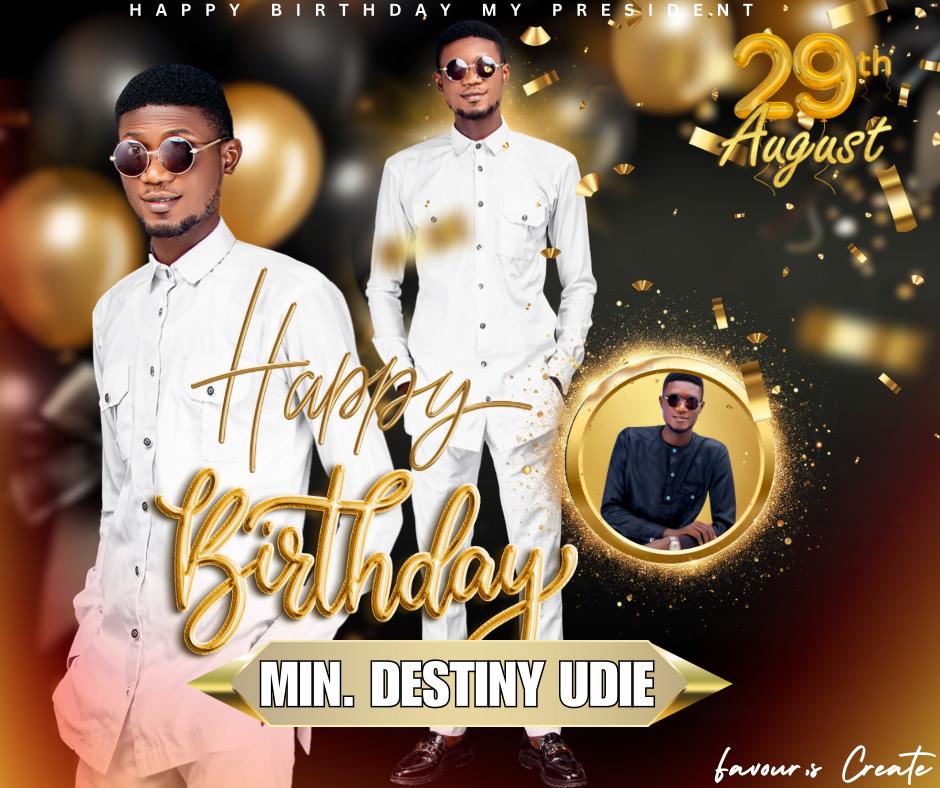 HAPPY BIRTHDAY MY PRESIDENT
29th
August
Happy
Birthday
MIN. DESTINY UDIE
favour,s Create